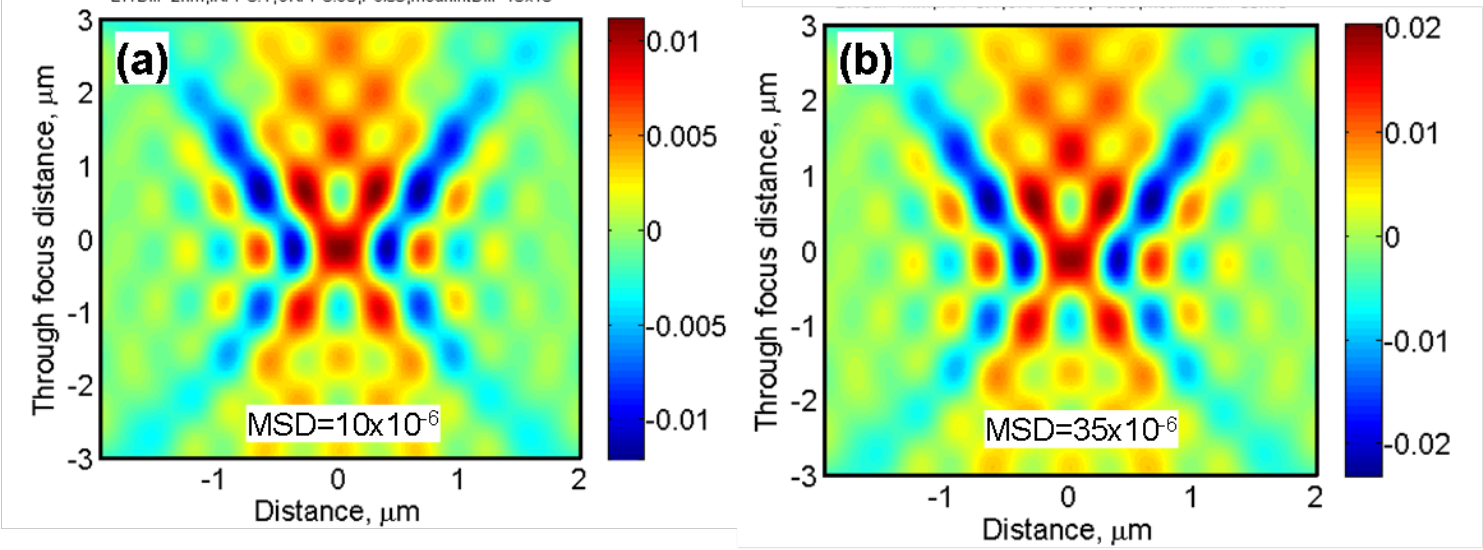 (a)
3
2
1
0
-1
-2
-3
Through focus distance, μm
MSD=10x10-6
-1 0 1 2
Distance, μm
0.01
0.005
0
-0.005
-0.01
(b)
3
2
1
0
-1
-2
-3
Through focus distance, μm
MSD=35x10-6
-1 0 1 2
Distance, μm
0.02
0.01
0
-0.01
-0.02